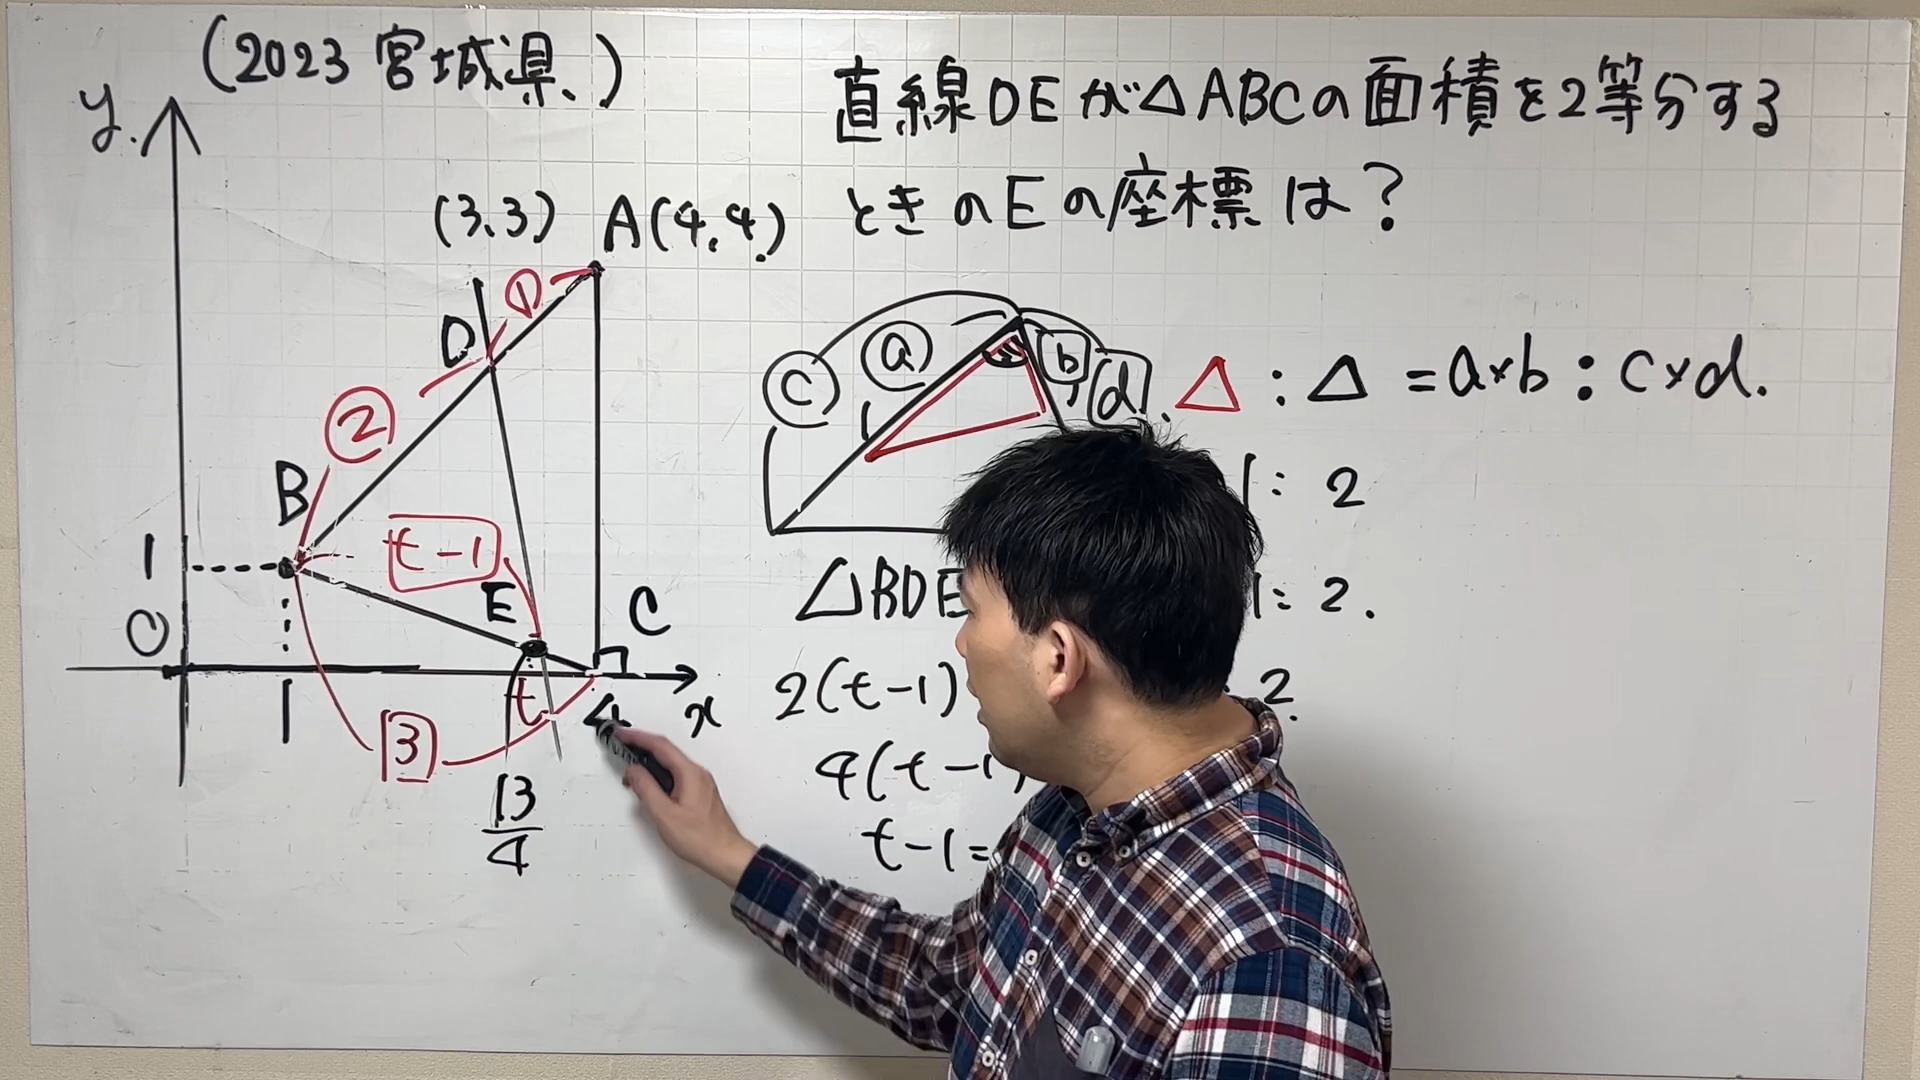 (2023 宮城県)
直線DEが△ABCの面積を2等分する
ときのEの座標は?
y
(3,3) A(4,4)
①
D
②
B
t-1
1
E
C
0
t
1
3
4
x
13/4
ⓐ
b
ⓒ
d
△:△=a×b:c×d.
1:2
△BDE
1:2.
2(t-1)
2.
4(t-1)
t-1=